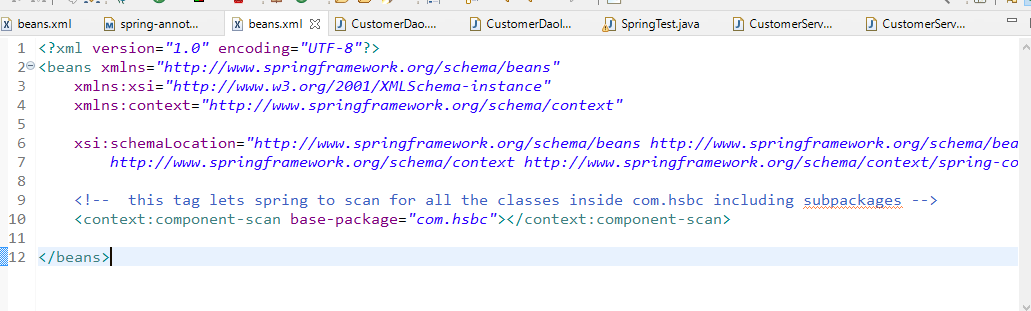 beans.xml spring-annot... beans.xml CustomerDao.... CustomerDaoI... SpringTest.java CustomerServ... CustomerServ...
1 <?xml version="1.0" encoding="UTF-8"?>
2 <beans xmlns="http://www.springframework.org/schema/beans"
3 xmlns:xsi="http://www.w3.org/2001/XMLSchema-instance"
4 xmlns:context="http://www.springframework.org/schema/context"
5
6 xsi:schemaLocation="http://www.springframework.org/schema/beans http://www.springframework.org/schema/bea
7 http://www.springframework.org/schema/context http://www.springframework.org/schema/context/spring-co
8
9 <!-- this tag lets spring to scan for all the classes inside com.hsbc including subpackages -->
10 <context:component-scan base-package="com.hsbc"></context:component-scan>
11
12 </beans>